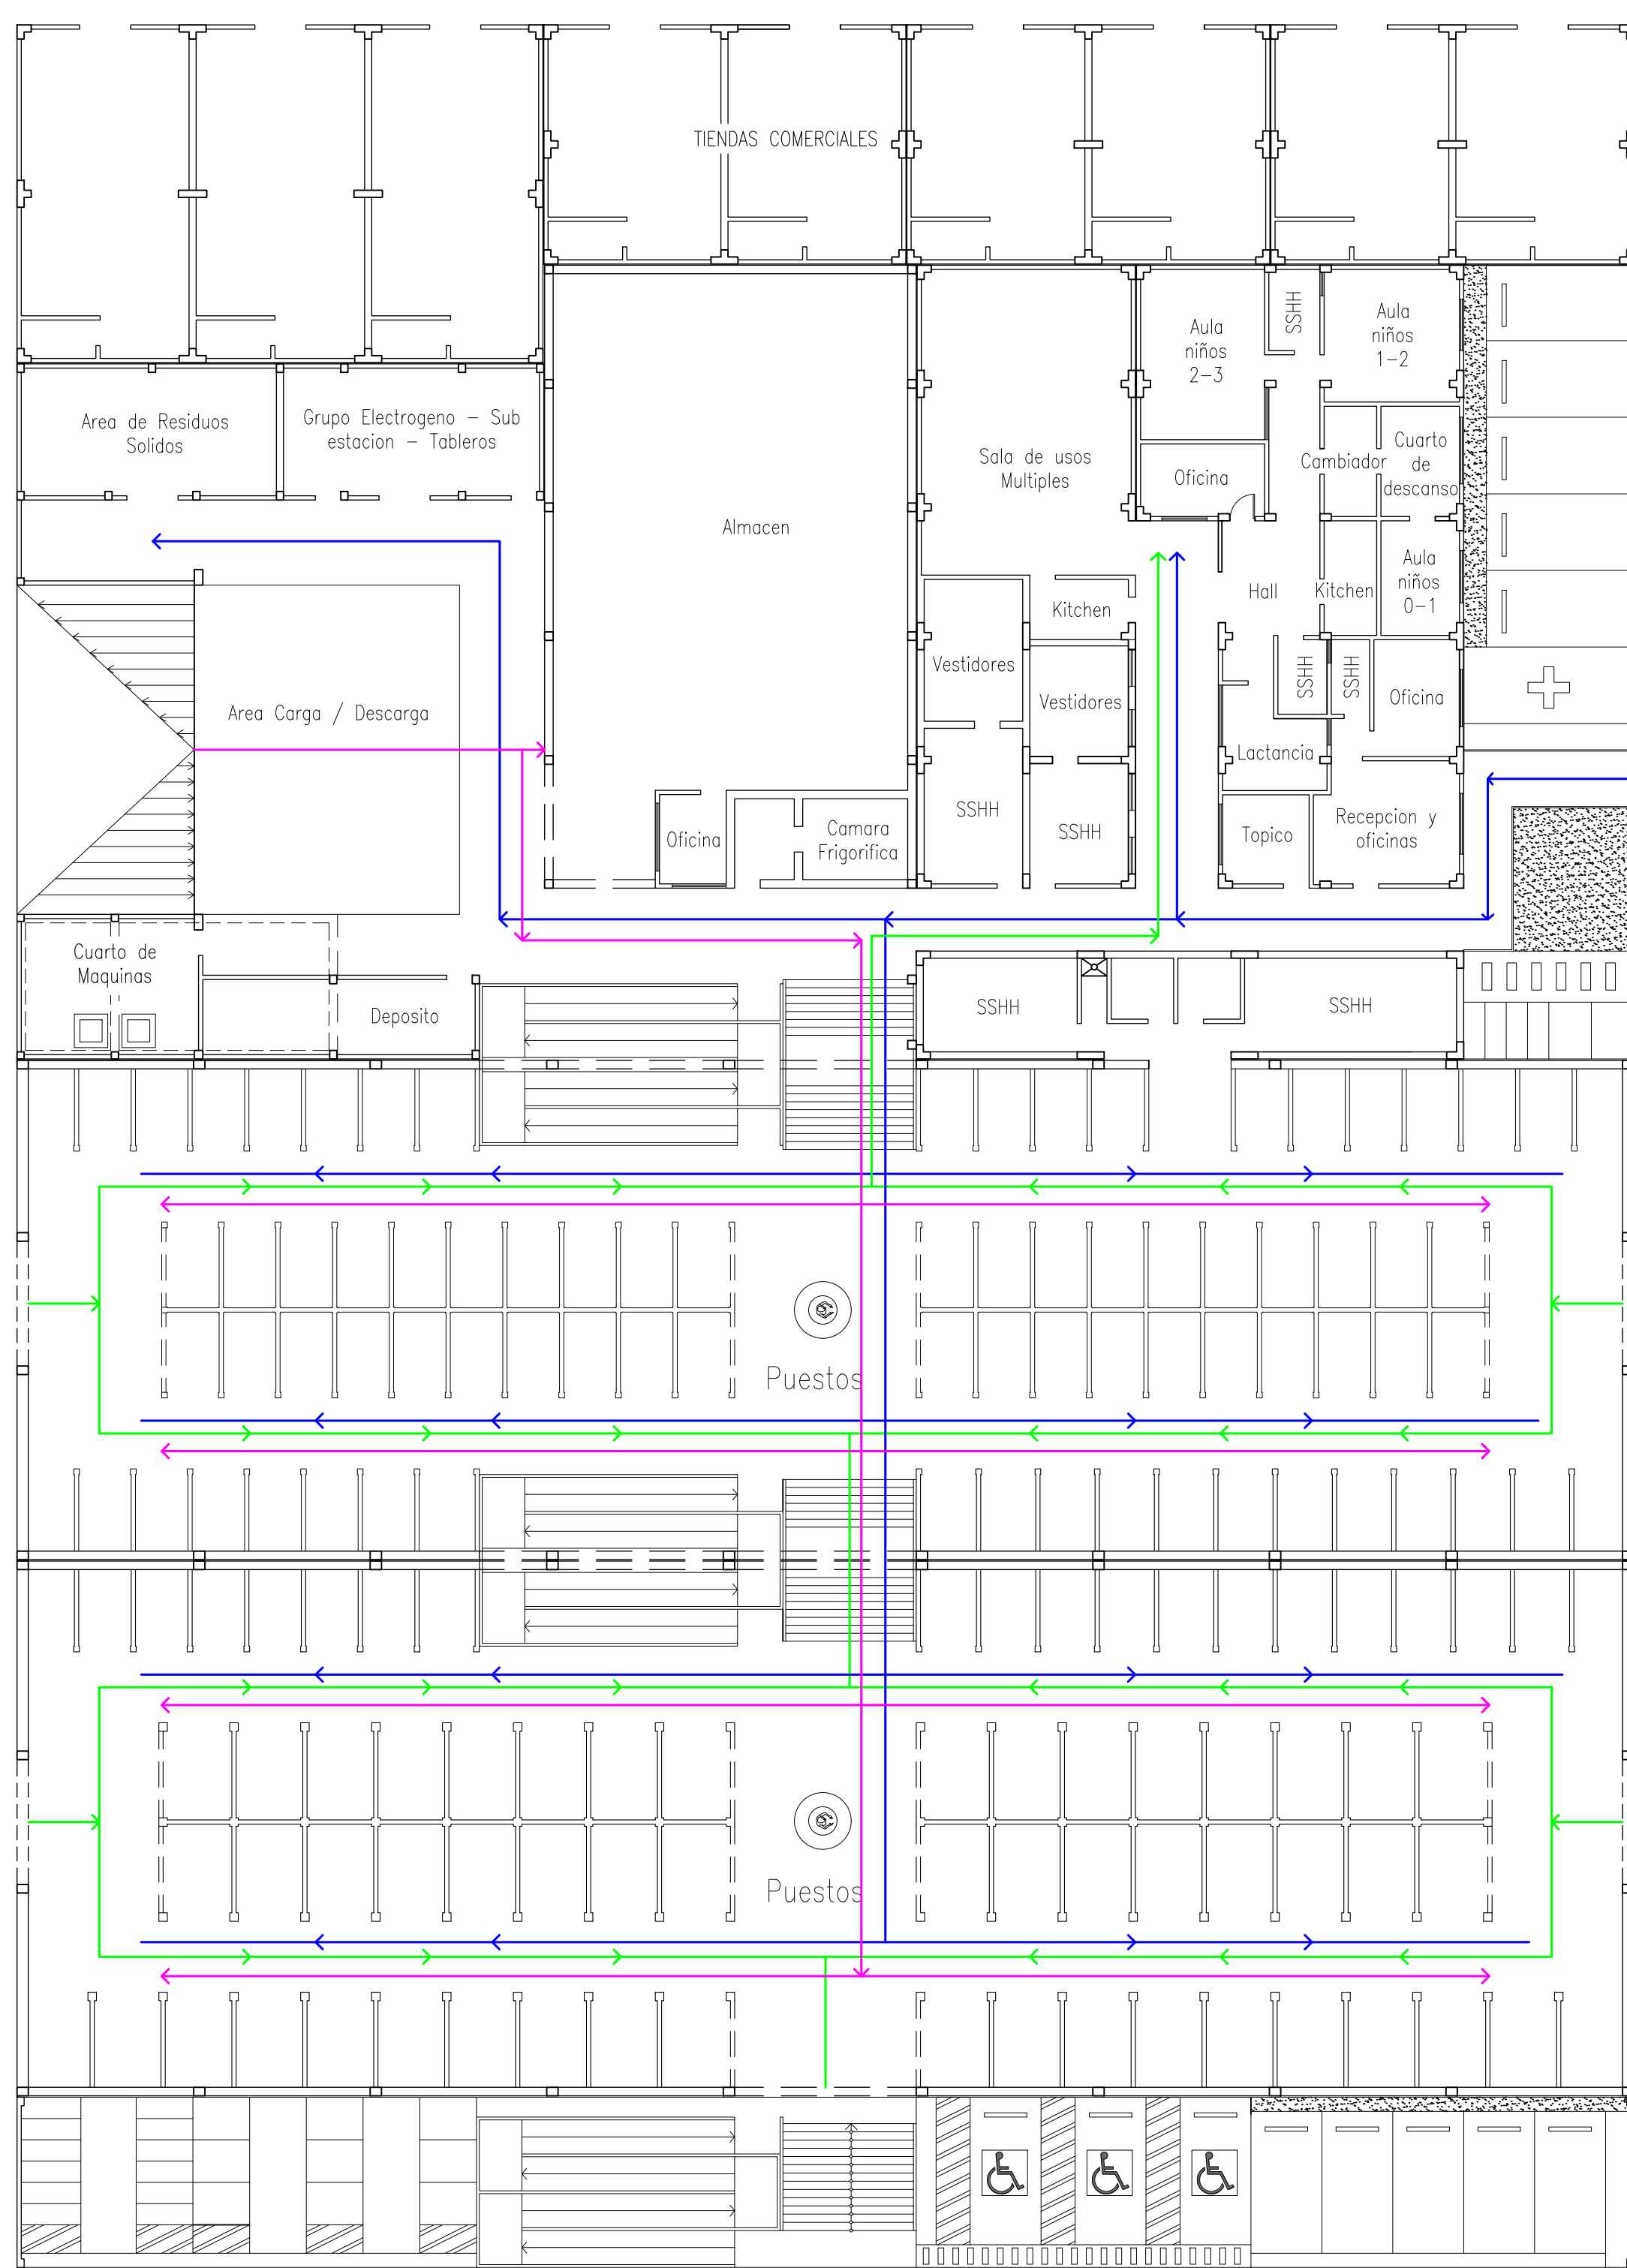 TIENDAS COMERCIALES
SSHH
Aula
niños
2-3
Aula
niños
1-2
Area de Residuos
Solidos
Grupo Electrogeno - Sub
estacion - Tableros
Sala de usos
Multiples
Oficina
Cambiador
Cuarto
de
descanso
Almacen
Hall
Kitchen
Aula
niños
0-1
Kitchen
Vestidores
Vestidores
SSHH
SSHH
Oficina
Area Carga / Descarga
Lactancia
SSHH
SSHH
Oficina
Camara
Frigorifica
Topico
Recepcion y
oficinas
Cuarto de
Maquinas
Deposito
SSHH
SSHH
Puestos
Puestos